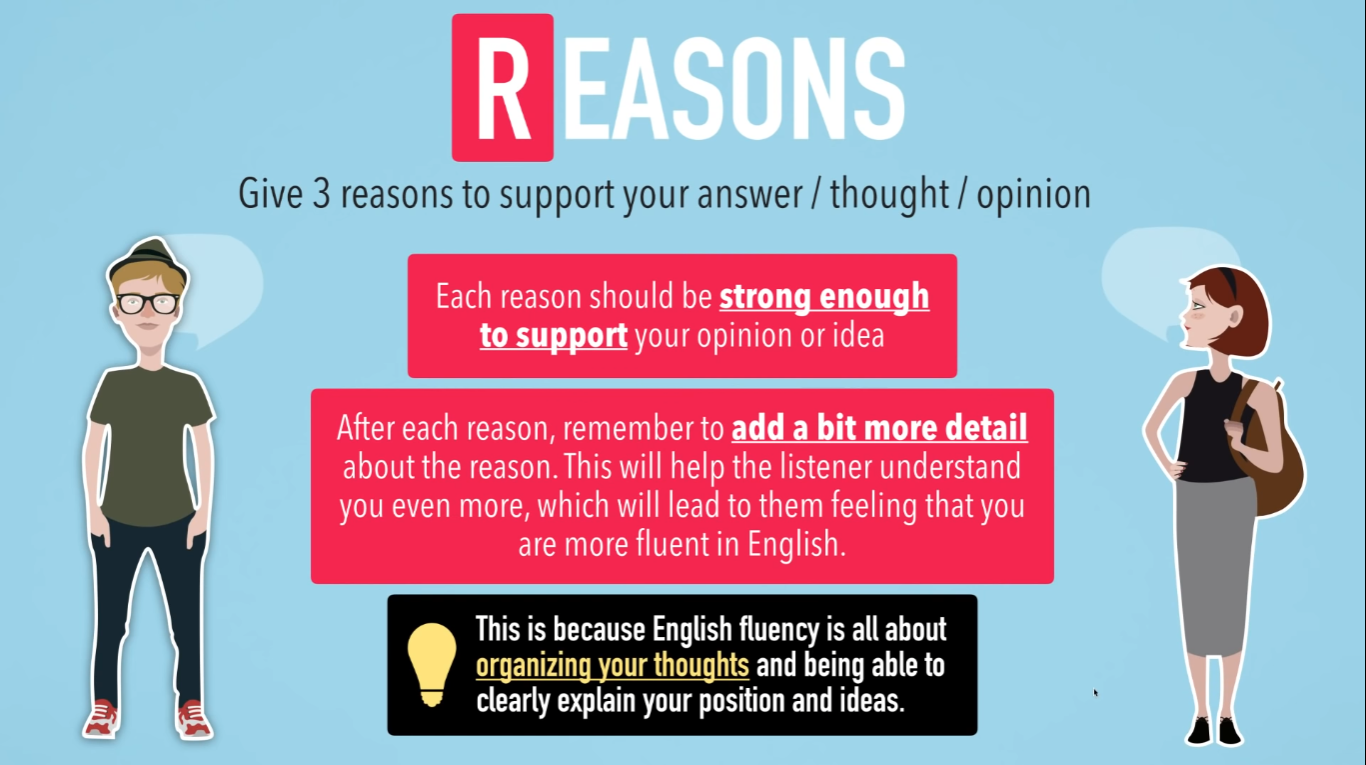 REASONS
Give 3 reasons to support your answer / thought / opinion
Each reason should be strong enough
to support your opinion or idea
After each reason, remember to add a bit more detail
about the reason. This will help the listener understand
you even more, which will lead to them feeling that you
are more fluent in English.
This is because English fluency is all about
organizing your thoughts and being able to
clearly explain your position and ideas.